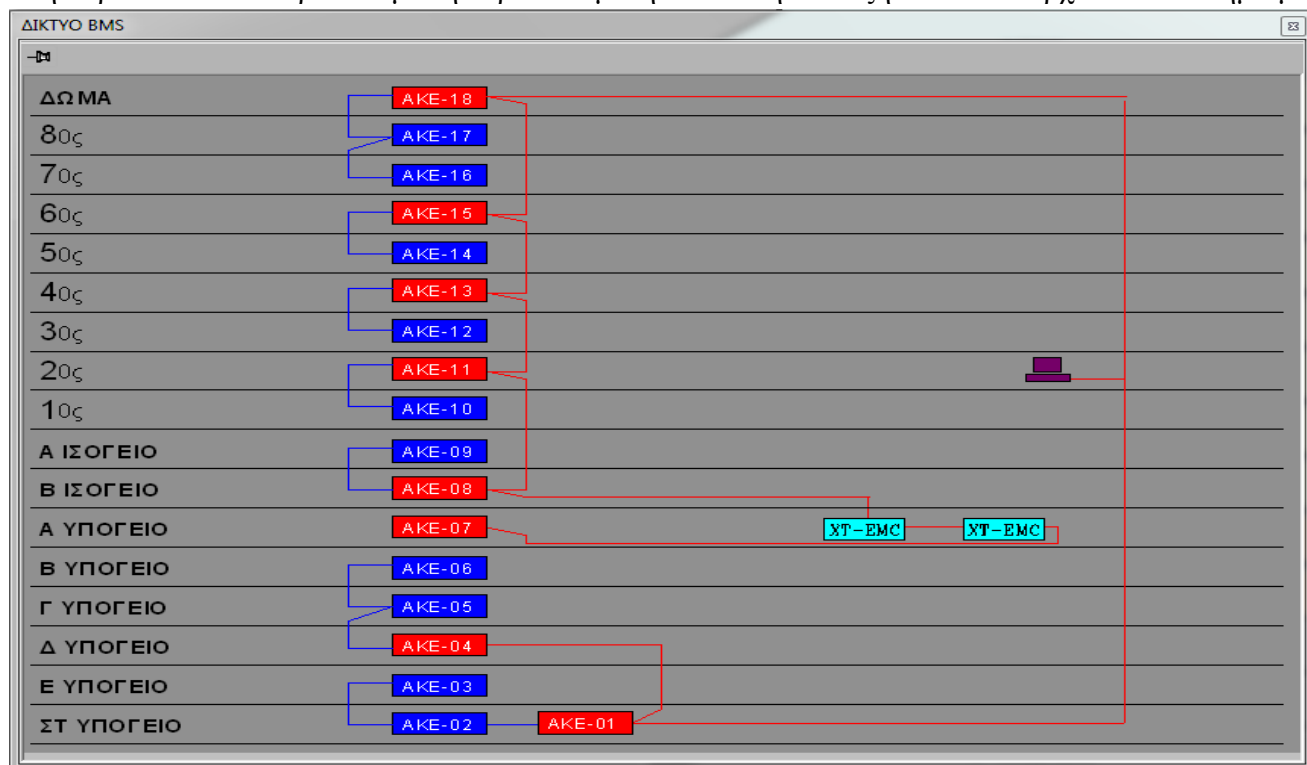 ΔΙΚΤΥΟ BMS
ΔΩΜΑ AKE-18
8ος AKE-17
7ος AKE-16
6ος AKE-15
5ος AKE-14
4ος AKE-13
3ος AKE-12
2ος AKE-11
1ος AKE-10
Α ΙΣΟΓΕΙΟ AKE-09
Β ΙΣΟΓΕΙΟ AKE-08
Α ΥΠΟΓΕΙΟ AKE-07 XT-EMC XT-EMC
Β ΥΠΟΓΕΙΟ AKE-06
Γ ΥΠΟΓΕΙΟ AKE-05
Δ ΥΠΟΓΕΙΟ AKE-04
Ε ΥΠΟΓΕΙΟ AKE-03
ΣΤ ΥΠΟΓΕΙΟ AKE-02 AKE-01